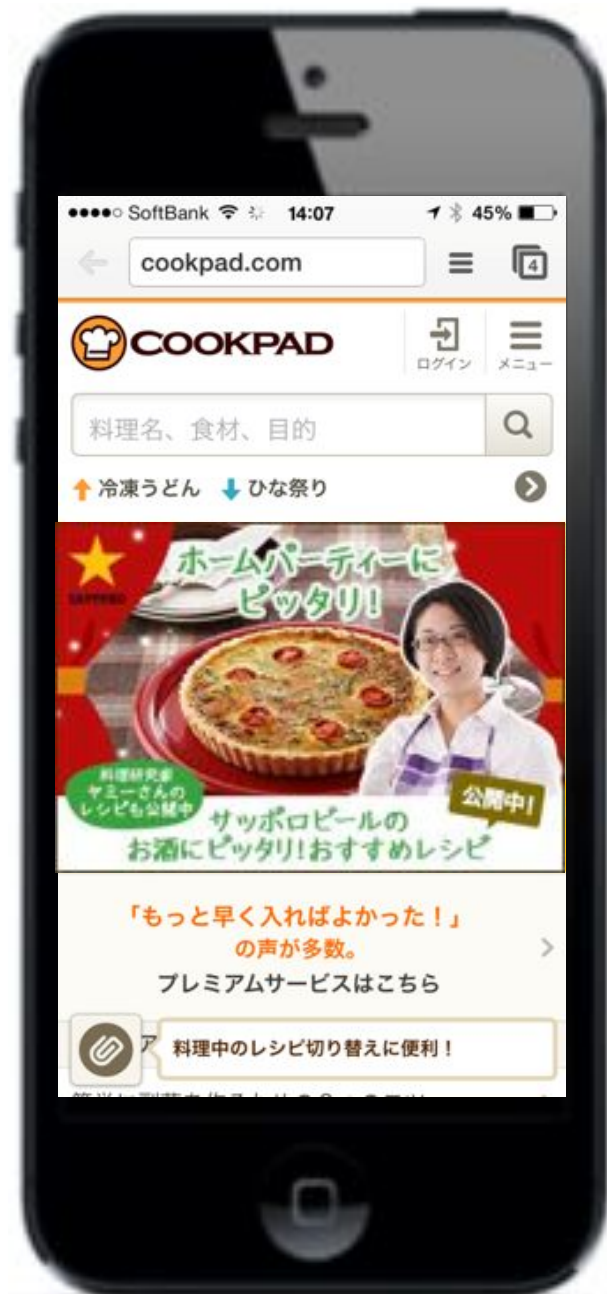 SoftBank 14:07 45%
cookpad.com
4
COOKPAD
ログイン
メニュー
料理名、食材、目的
冷凍うどん ひな祭り
SAPPORO
ホームパーティーに
ピッタリ!
料理研究家
ヤミーさんの
レシピも公開中
公開中!
サッポロビールの
お酒にピッタリ!おすすめレシピ
「もっと早く入ればよかった!」
の声が多数。
プレミアムサービスはこちら
ア
料理中のレシピ切り替えに便利!